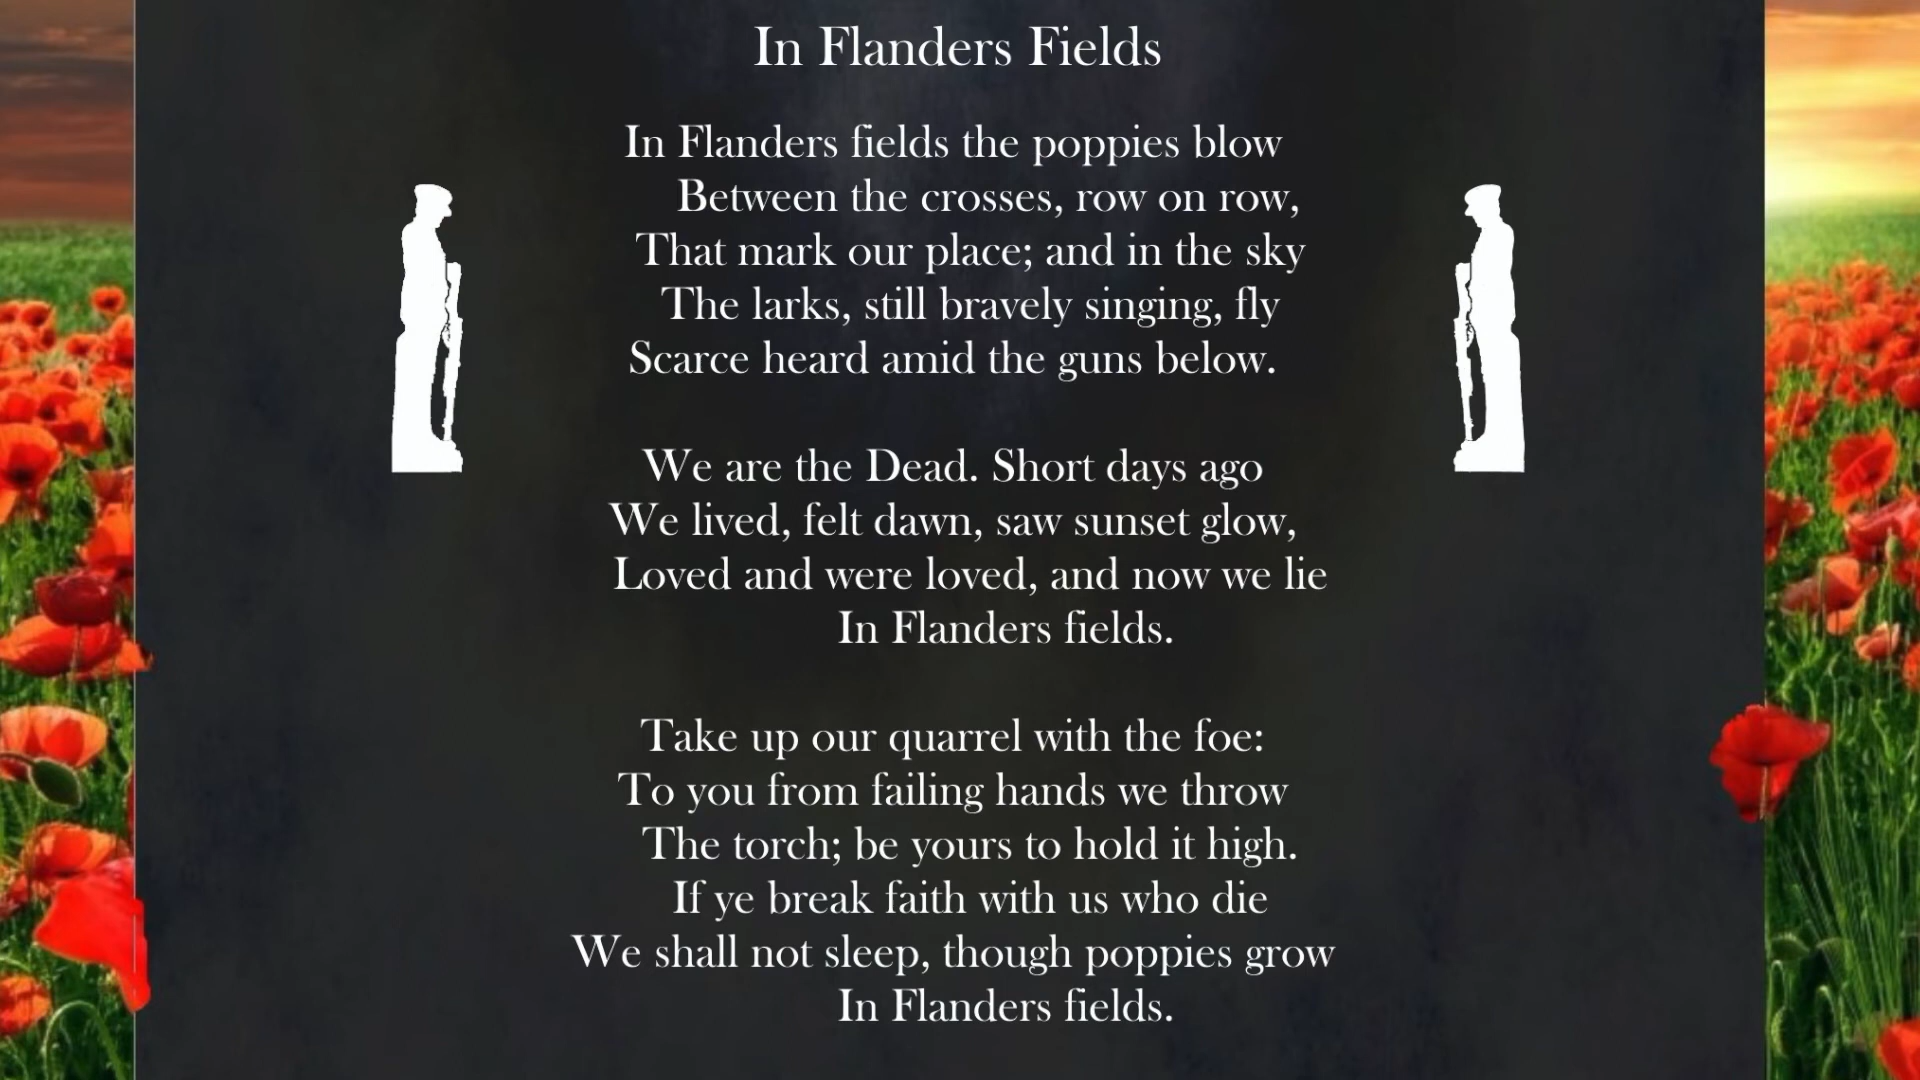 In Flanders Fields
In Flanders fields the poppies blow
Between the crosses, row on row,
That mark our place; and in the sky
The larks, still bravely singing, fly
Scarce heard amid the guns below.
We are the Dead. Short days ago
We lived, felt dawn, saw sunset glow,
Loved and were loved, and now we lie
In Flanders fields.
Take up our quarrel with the foe:
To you from failing hands we throw
The torch; be yours to hold it high.
If ye break faith with us who die
We shall not sleep, though poppies grow
In Flanders fields.